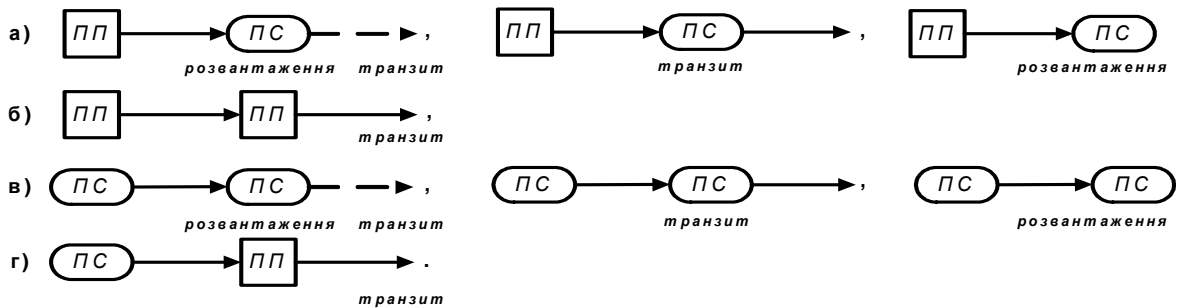 а) ПП ПС , ПП ПС , ПП ПС
розвантаження транзит транзит розвантаження
б) ПП ПП ,
транзит
в) ПС ПС , ПС ПС , ПС ПС
розвантаження транзит транзит розвантаження
г) ПС ПП .
транзит